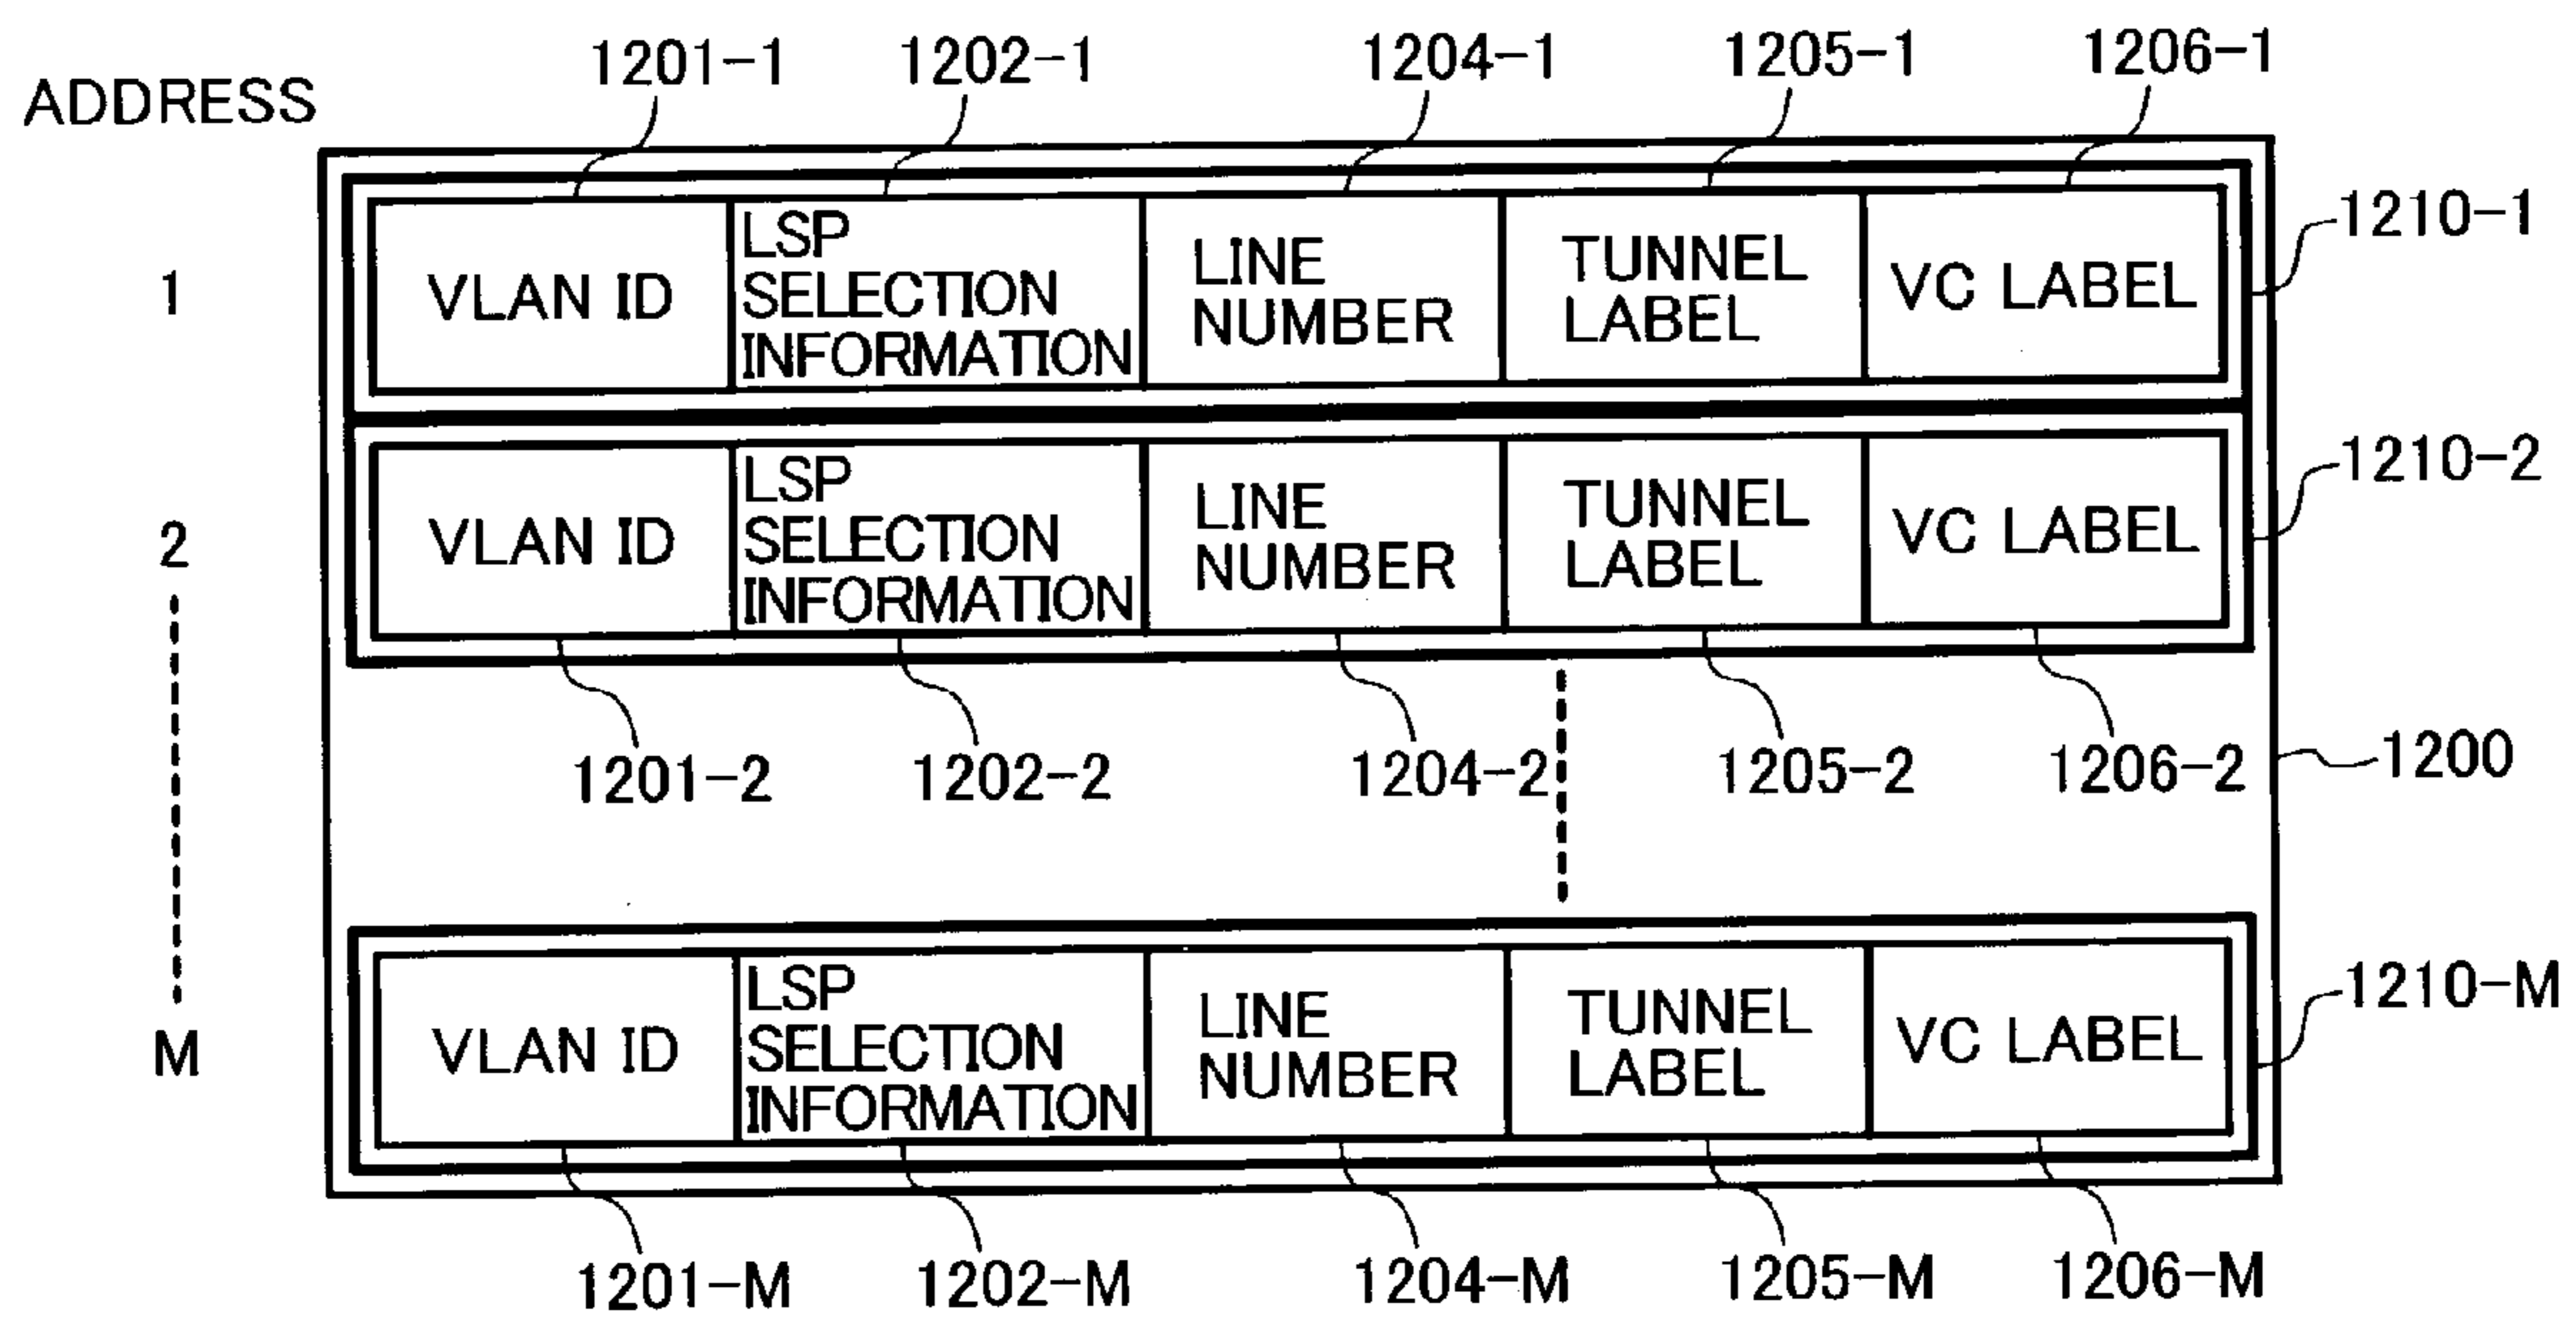 1201-1 1202-1 1204-1 1205-1 1206-1
ADDRESS
1210-1
1
VLAN ID
LSP
SELECTION
INFORMATION
LINE
NUMBER
TUNNEL
LABEL
VC LABEL
1210-2
2
VLAN ID
LSP
SELECTION
INFORMATION
LINE
NUMBER
TUNNEL
LABEL
VC LABEL
1201-2 1202-2 1204-2 1205-2 1206-2
1200
1210-M
M
VLAN ID
LSP
SELECTION
INFORMATION
LINE
NUMBER
TUNNEL
LABEL
VC LABEL
1201-M 1202-M 1204-M 1205-M 1206-M